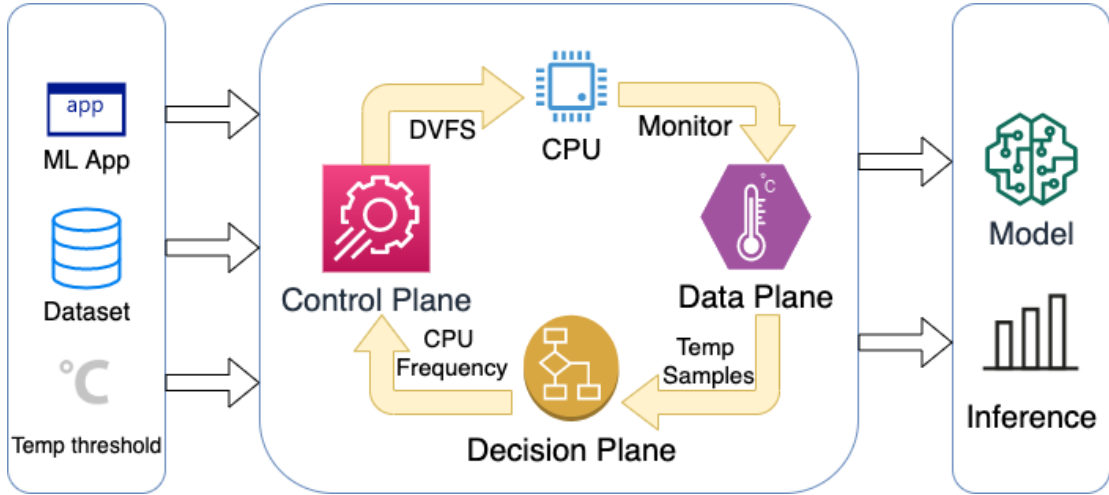 app
ML App
Dataset
°C
Temp threshold
DVFS
CPU
Monitor
°C
Control Plane
Data Plane
CPU
Frequency
Temp
Samples
Decision Plane
Model
Inference